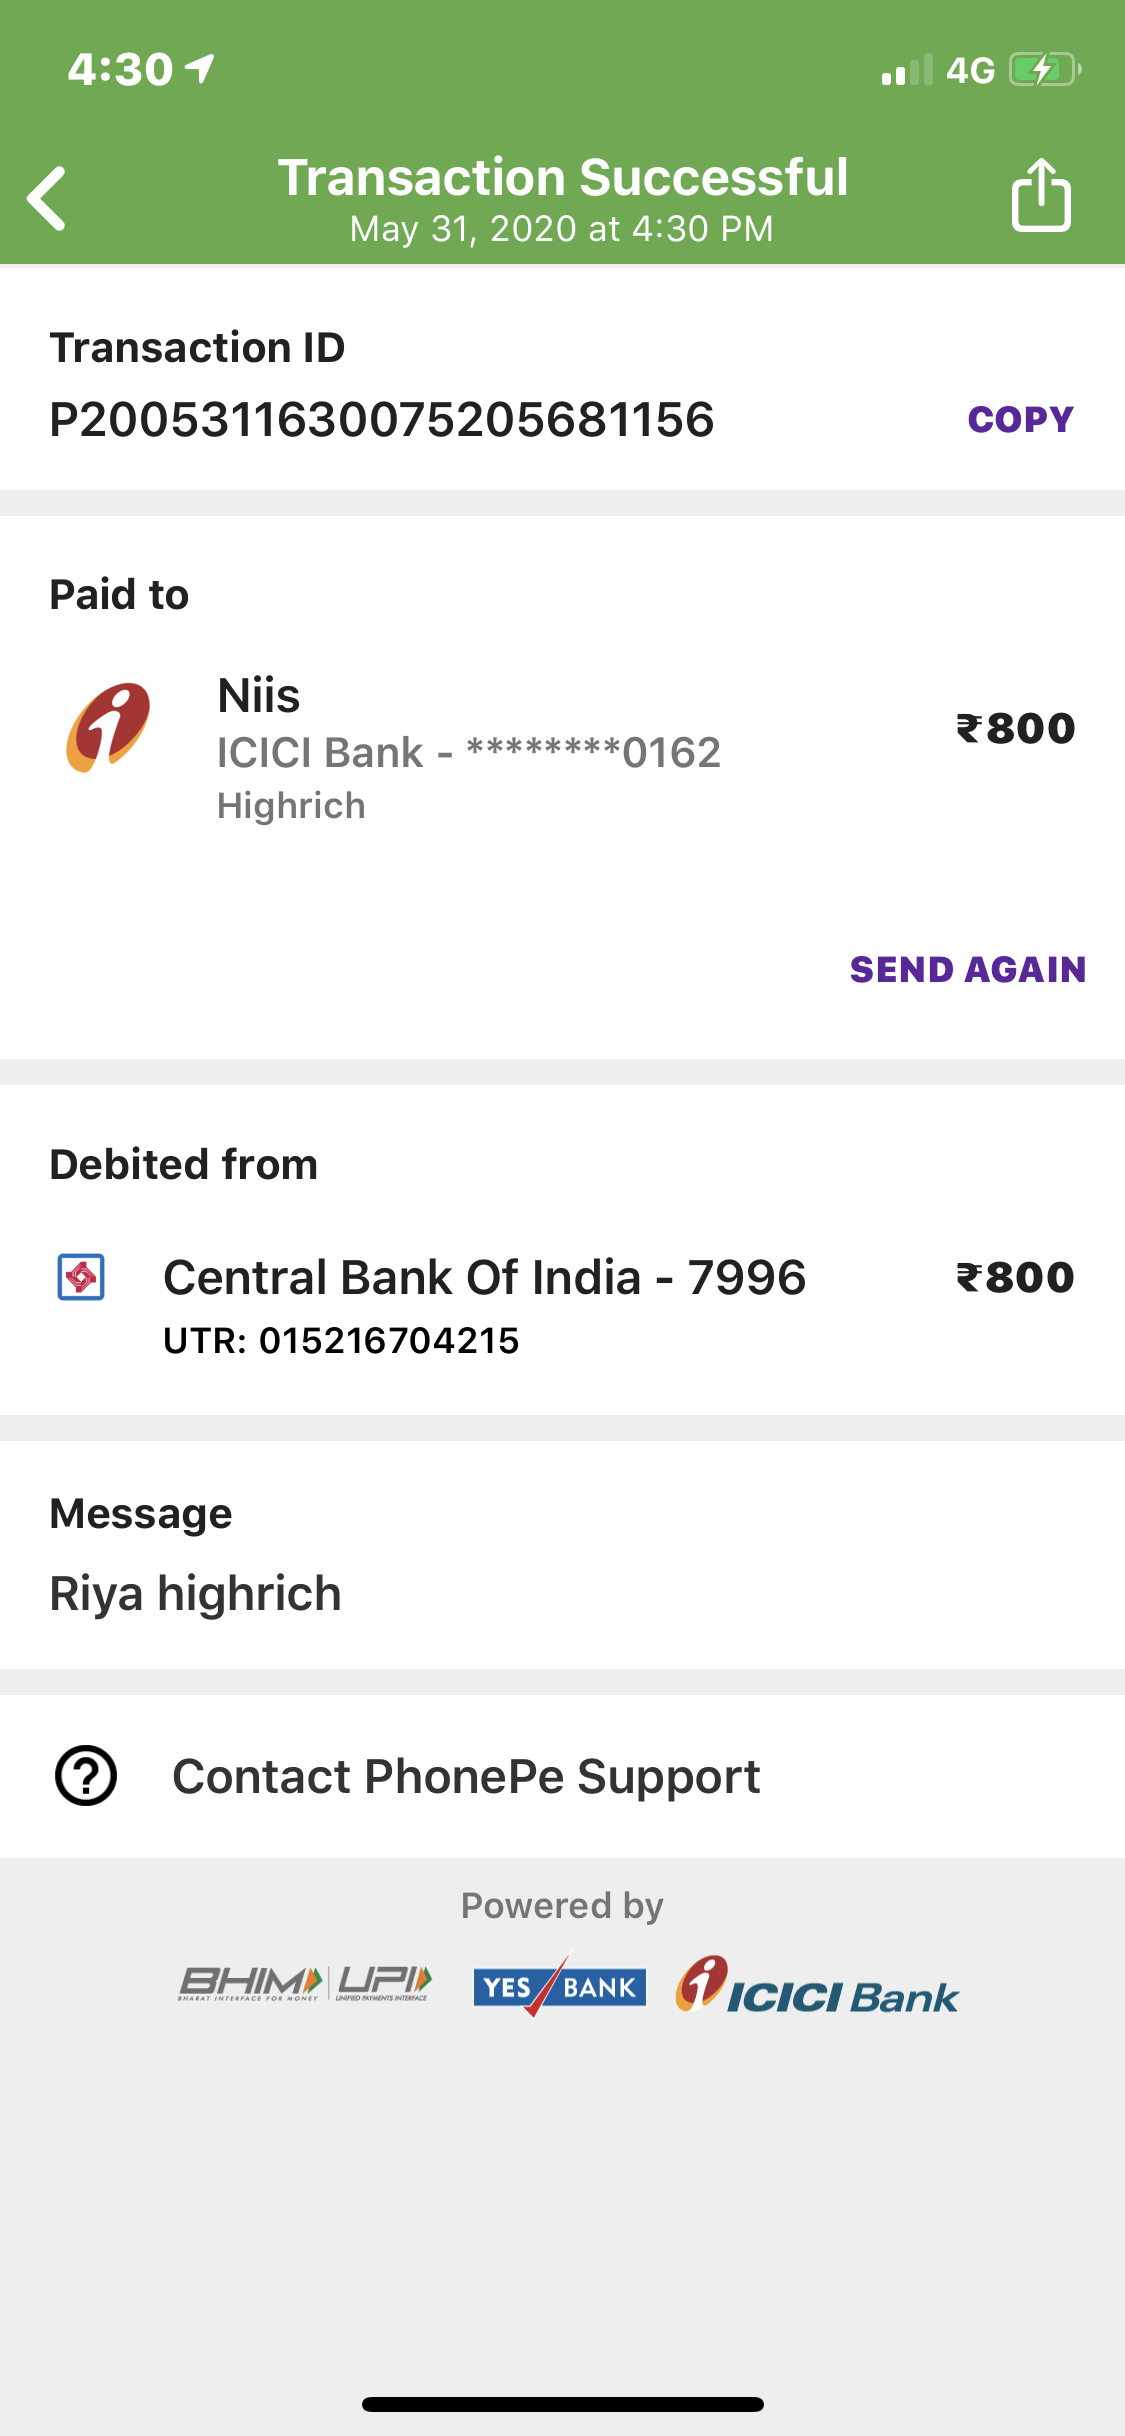 4:30
4G
Transaction Successful
May 31, 2020 at 4:30 PM
Transaction ID
P2005311630075205681156
COPY
Paid to
Niis
ICICI Bank - ********0162
₹800
Highrich
SEND AGAIN
Debited from
Central Bank Of India - 7996
₹800
UTR: 015216704215
Message
Riya highrich
Contact PhonePe Support
Powered by
BHIM UPI YES BANK ICICI Bank
BHARAT INTERFACE FOR MONEY UNIFIED PAYMENTS INTERFACE